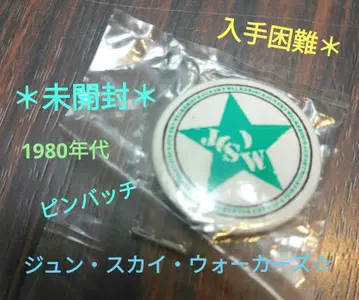 入手困難＊
＊未開封＊
1980年代
J(S)W
ピンバッチ
ジュン・スカイ・ウォーカーズ☆